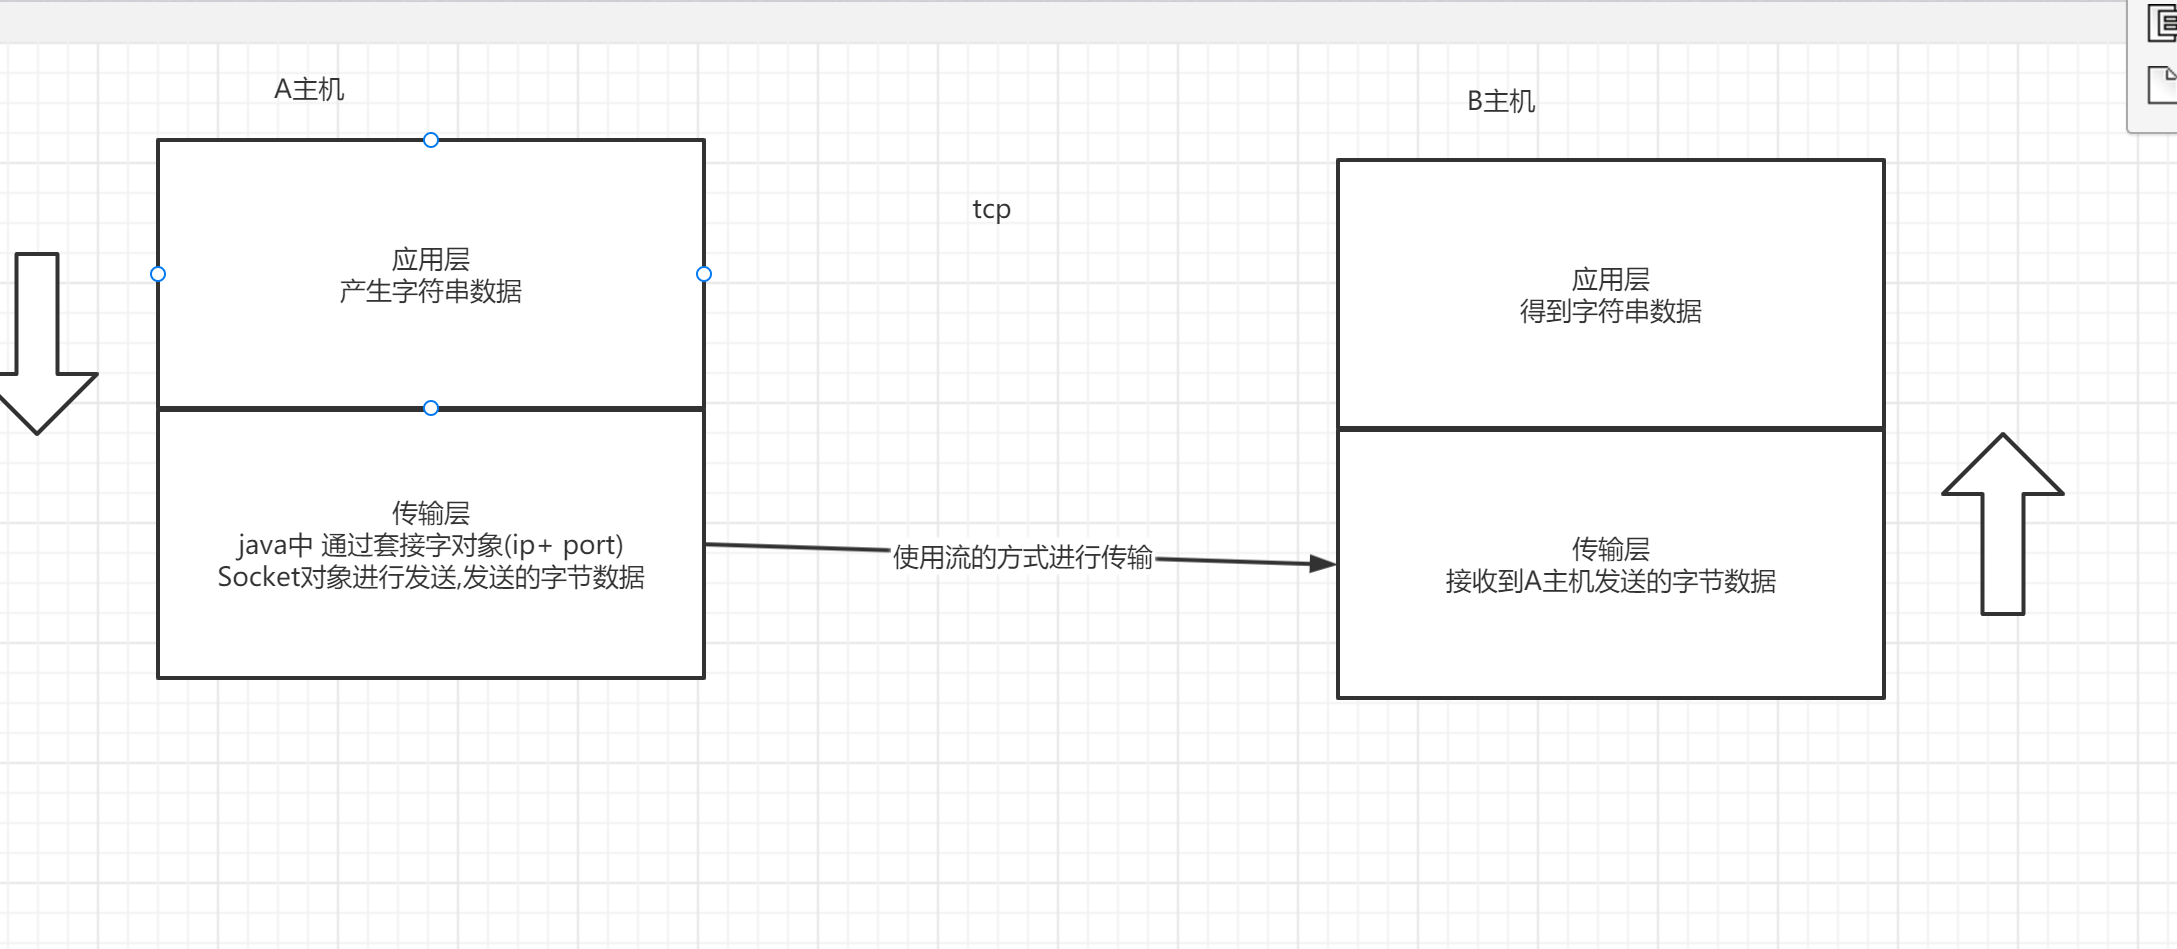 A主机
B主机
tcp
应用层
产生字符串数据
应用层
得到字符串数据
传输层
java中 通过套接字对象(ip+ port)
Socket对象进行发送,发送的字节数据
使用流的方式进行传输
传输层
接收到A主机发送的字节数据